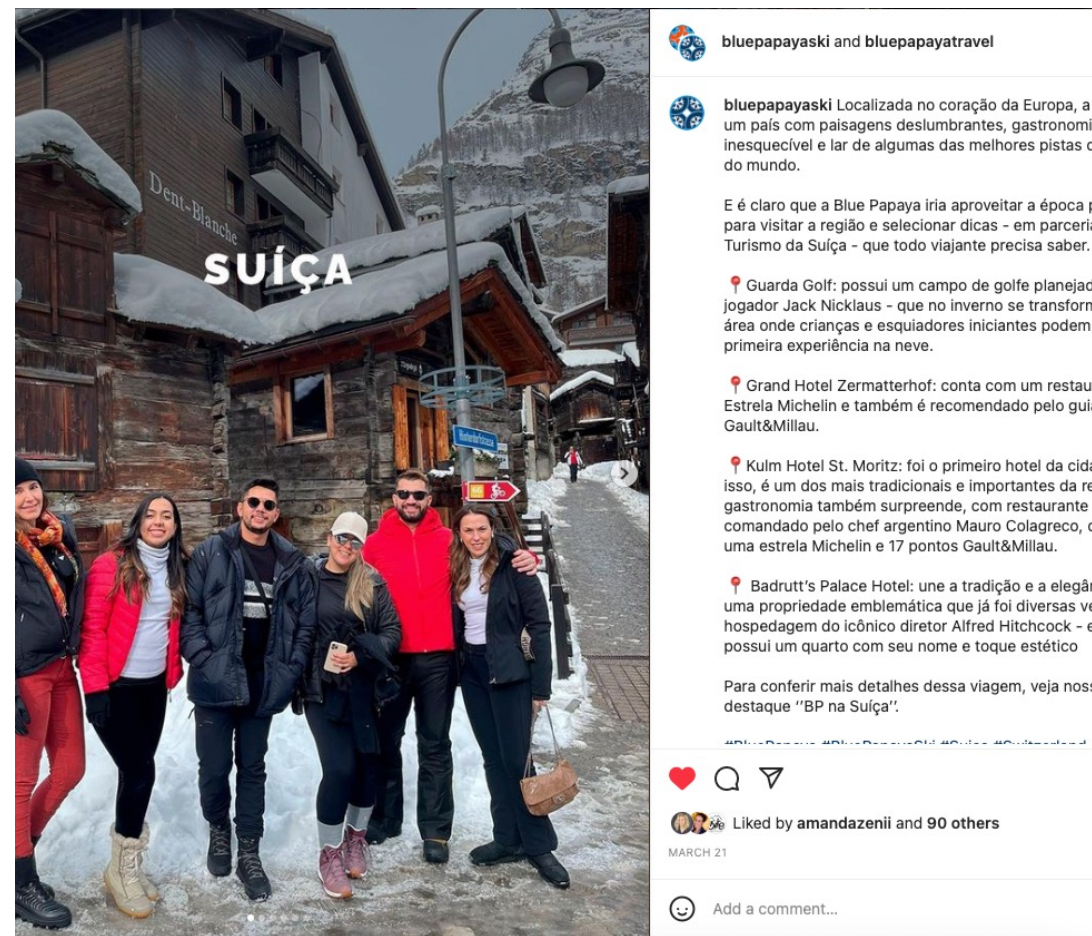 Dent-Blanche
SUÍÇA
Hinterdorfstrasse
bluepapayaski and bluepapayatravel
bluepapayaski Localizada no coração da Europa, a
um país com paisagens deslumbrantes, gastronomi
inesquecível e lar de algumas das melhores pistas
do mundo.
E é claro que a Blue Papaya iria aproveitar a época
para visitar a região e selecionar dicas - em parceria
Turismo da Suíça - que todo viajante precisa saber.
📍 Guarda Golf: possui um campo de golfe planejad
jogador Jack Nicklaus - que no inverno se transform
área onde crianças e esquiadores iniciantes podem
primeira experiência na neve.
📍 Grand Hotel Zermatterhof: conta com um restau
Estrela Michelin e também é recomendado pelo guia
Gault&Millau.
📍 Kulm Hotel St. Moritz: foi o primeiro hotel da cida
isso, é um dos mais tradicionais e importantes da re
gastronomia também surpreende, com restaurante
comandado pelo chef argentino Mauro Colagreco,
uma estrela Michelin e 17 pontos Gault&Millau.
📍 Badrutt's Palace Hotel: une a tradição e a elegân
uma propriedade emblemática que já foi diversas ve
hospedagem do icônico diretor Alfred Hitchcock - e
possui um quarto com seu nome e toque estético
Para conferir mais detalhes dessa viagem, veja noss
destaque ''BP na Suíça''.
#BluePapaya #BluePapayaSki #Suica #Switzerland
Liked by amandazenii and 90 others
MARCH 21
Add a comment...